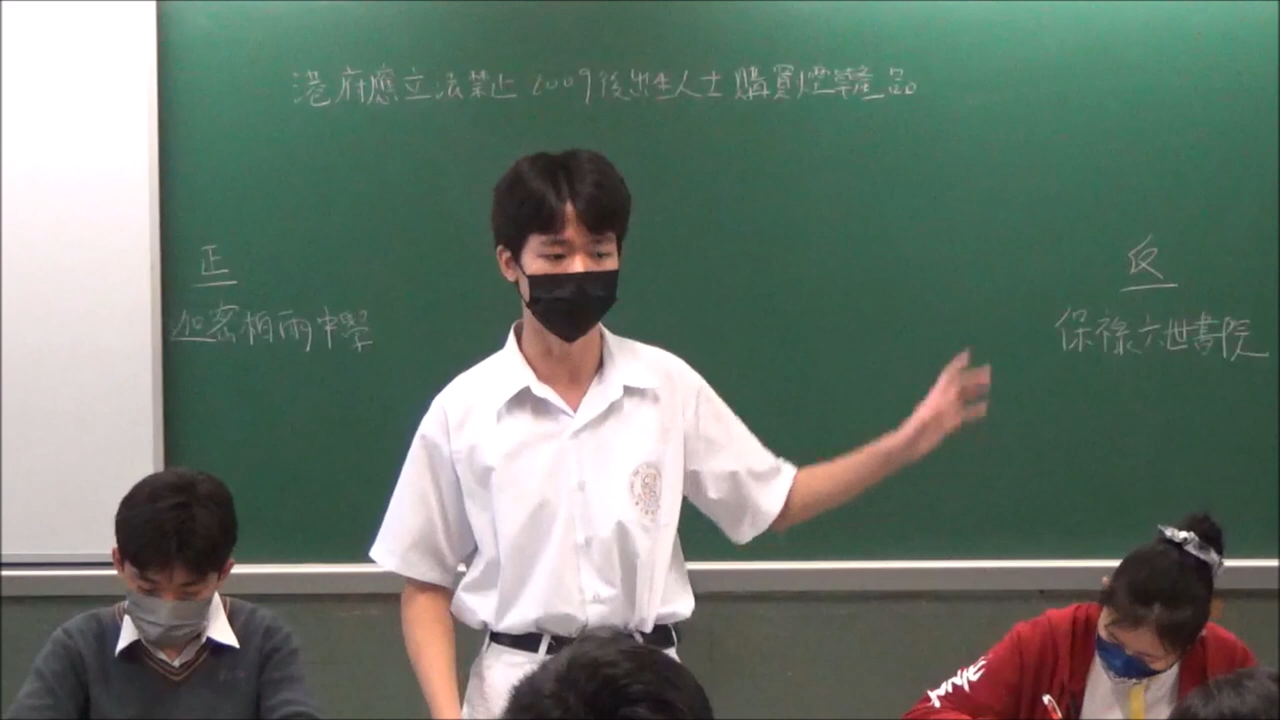 港府應立法禁止2009後出生人士購買煙草產品
正
反
迦密柏雨中學
保祿六世書院